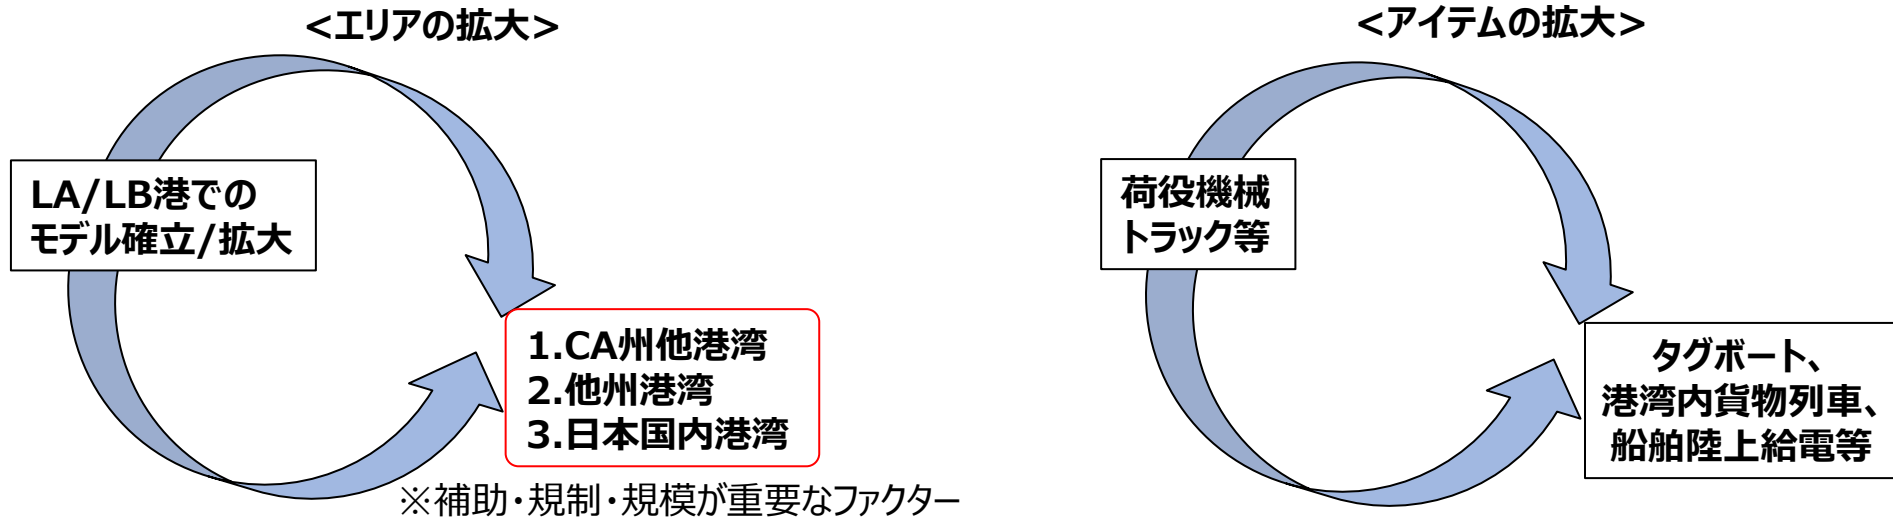 <エリアの拡大>
LA/LB港での
モデル確立/拡大
1.CA州他港湾
2.他州港湾
3.日本国内港湾
※補助・規制・規模が重要なファクター
<アイテムの拡大>
荷役機械
トラック等
タグボート、
港湾内貨物列車、
船舶陸上給電等